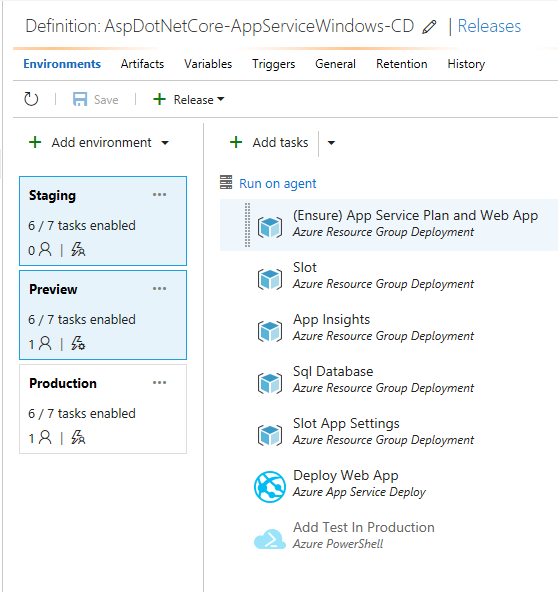 Definition: AspDotNetCore-AppServiceWindows-CD | Releases
Environments Artifacts Variables Triggers General Retention History
Save Release
Add environment
Add tasks
Staging
6 / 7 tasks enabled
0
Preview
6 / 7 tasks enabled
1
Production
6 / 7 tasks enabled
1
Run on agent
(Ensure) App Service Plan and Web App
Azure Resource Group Deployment
Slot
Azure Resource Group Deployment
App Insights
Azure Resource Group Deployment
Sql Database
Azure Resource Group Deployment
Slot App Settings
Azure Resource Group Deployment
Deploy Web App
Azure App Service Deploy
Add Test In Production
Azure PowerShell